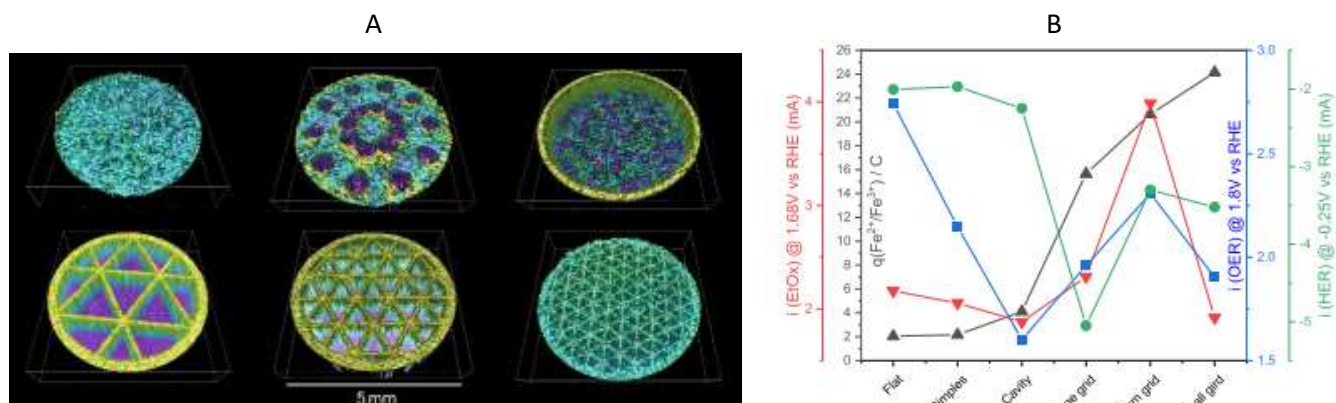 A
B
5 mm
i (EtOx) @ 1.68V vs RHE (mA)
4
3
2
q(Fe²⁺/Fe³⁺) / C
26
24
22
20
18
16
14
12
10
8
6
4
2
0
Flat
Cavity
3.0
2.5
2.0
1.5
i (OER) @ 1.8V vs RHE
-2
-3
-4
-5
i (HER) @ -0.25V vs RHE (mA)